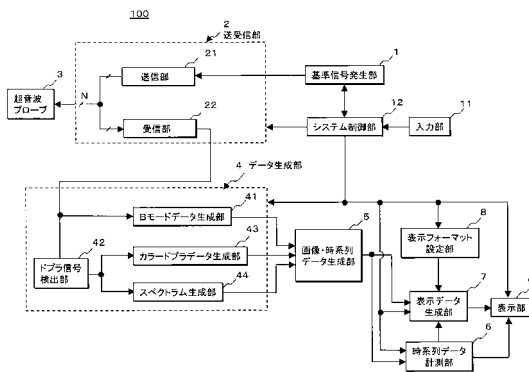 100
2
送受信部
21
送信部
1
基準信号発生部
3
超音波
プローブ
N
22
受信部
12
システム制御部
11
入力部
4
データ生成部
41
Bモードデータ生成部
42
ドプラ信号
検出部
43
カラードプラデータ生成部
44
スペクトラム生成部
5
画像・時系列
データ生成部
8
表示フォーマット
設定部
7
表示データ
生成部
表示部
6
時系列データ
計測部